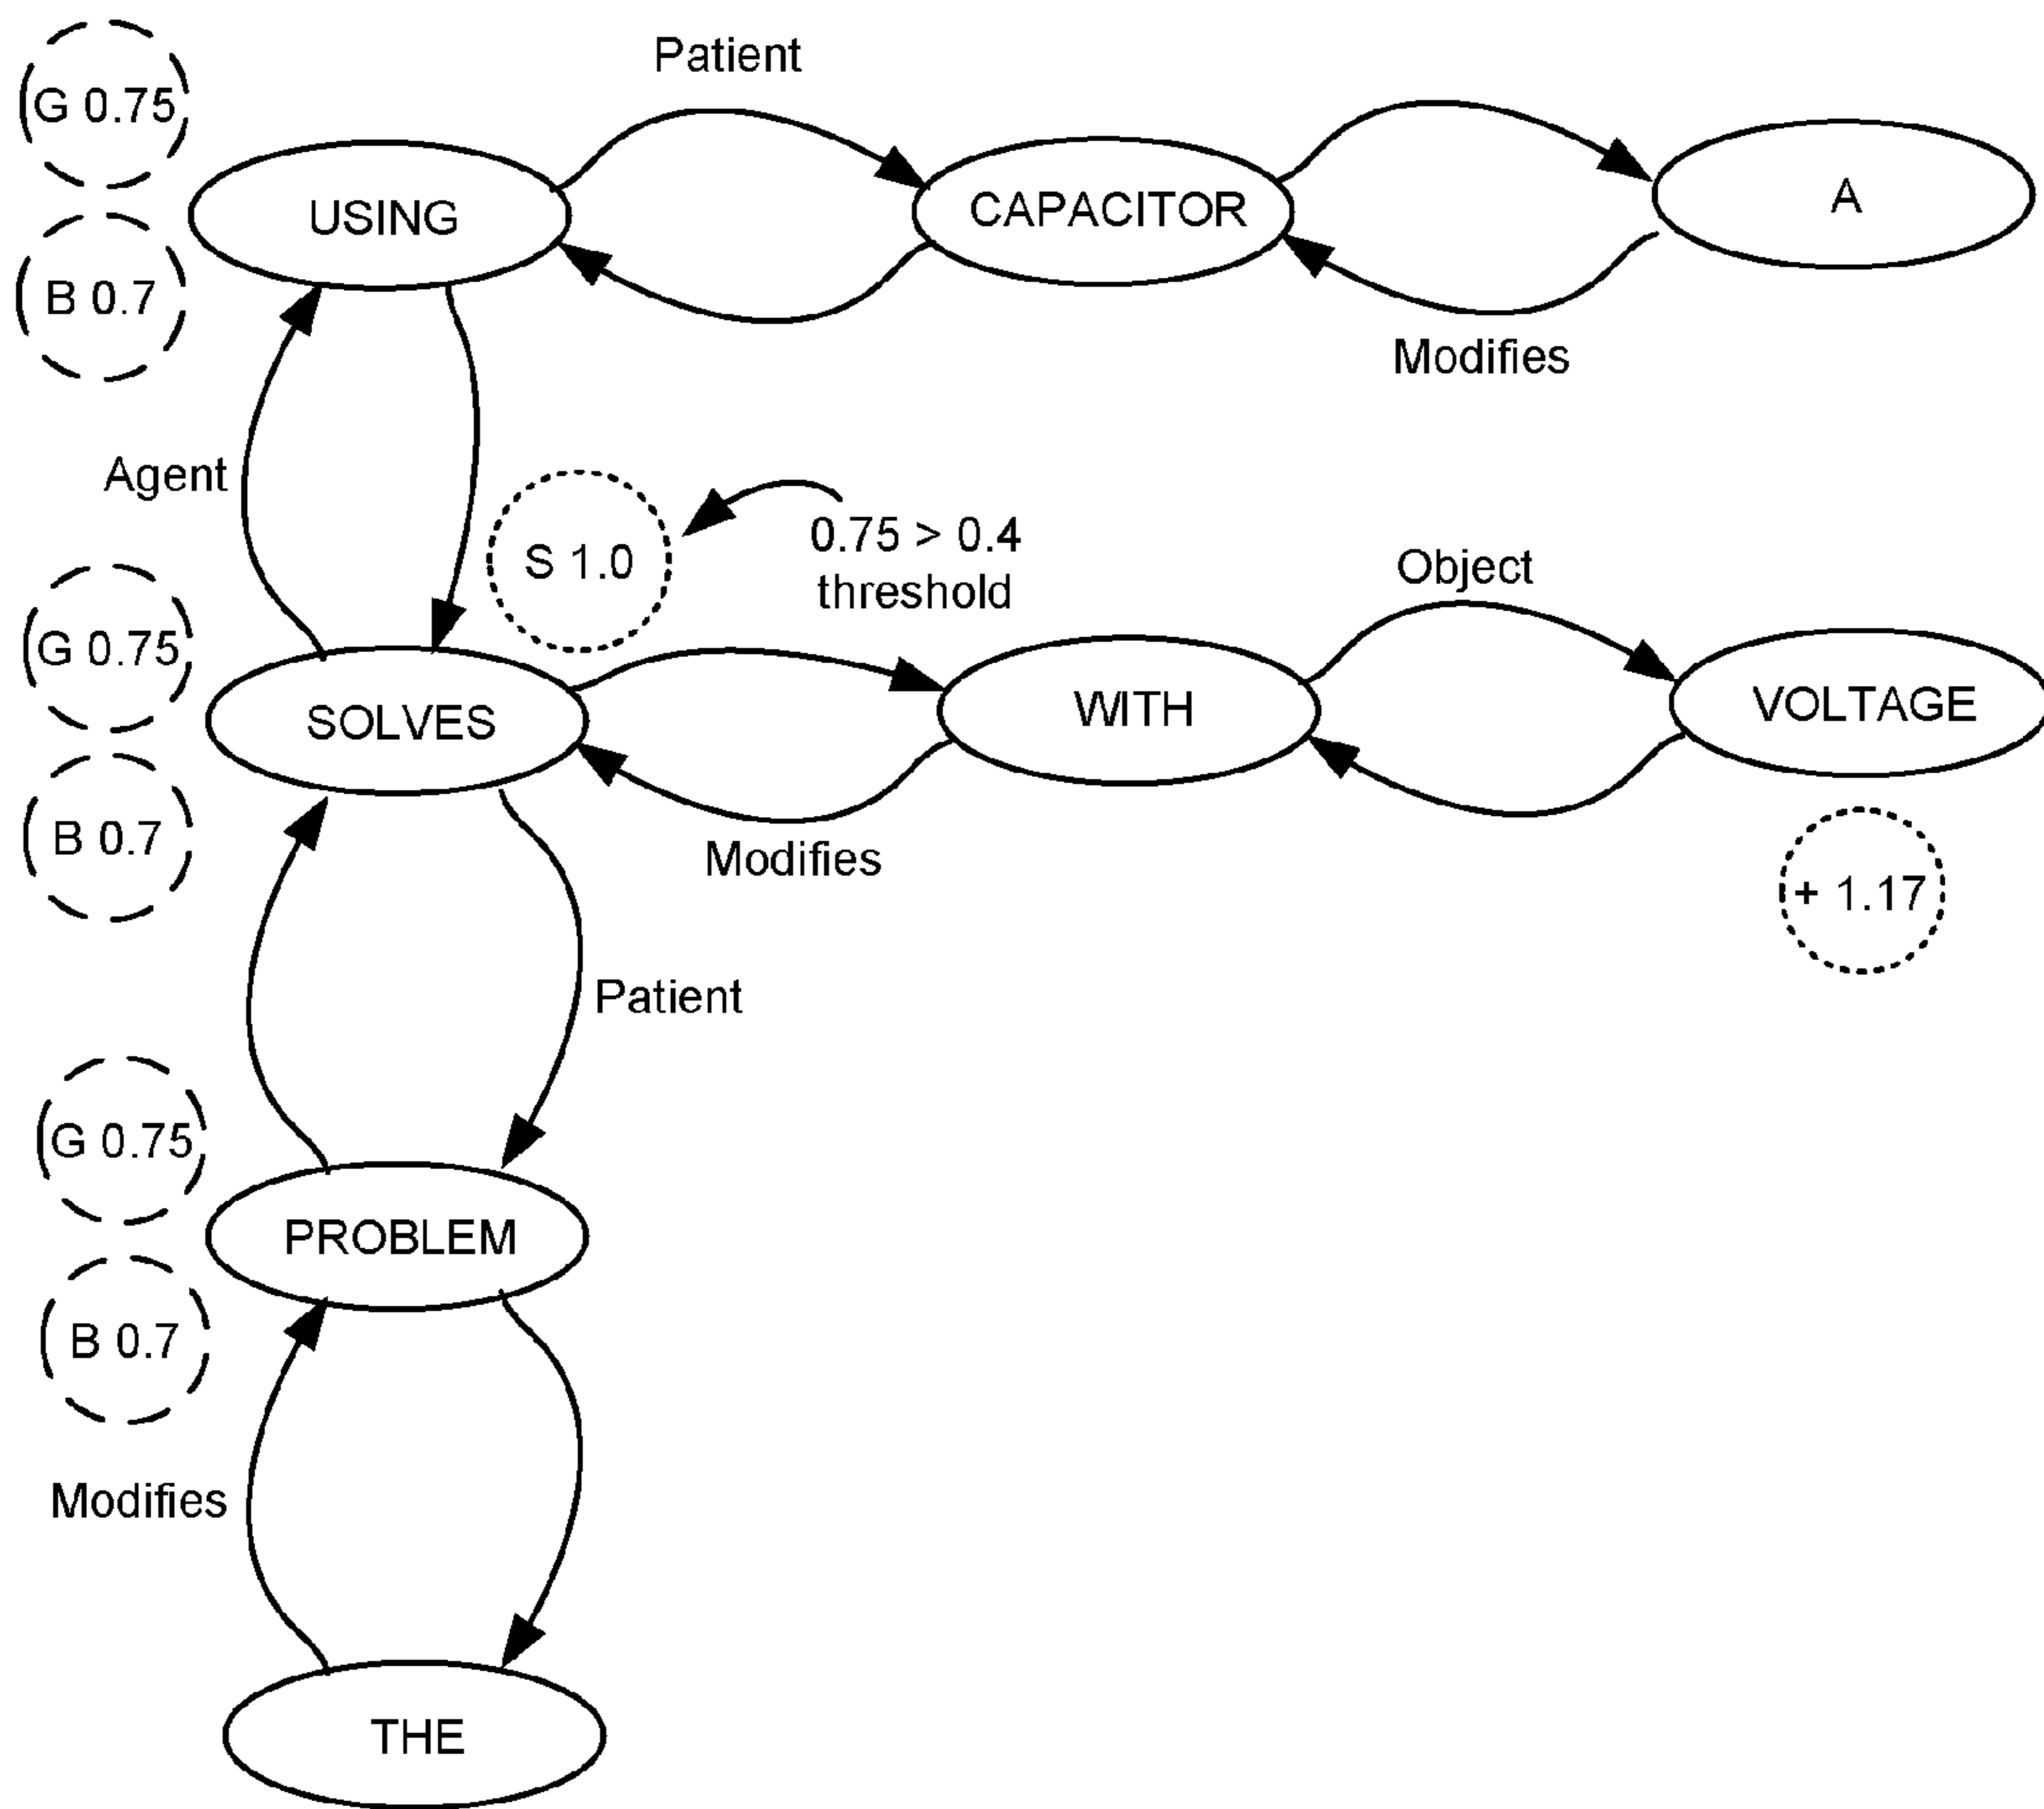 Patient
G 0.75
USING
CAPACITOR
A
B 0.7
Modifies
Agent
S 1.0
0.75 > 0.4
threshold
Object
G 0.75
SOLVES
WITH
VOLTAGE
B 0.7
Modifies
+ 1.17
Patient
G 0.75
PROBLEM
B 0.7
Modifies
THE